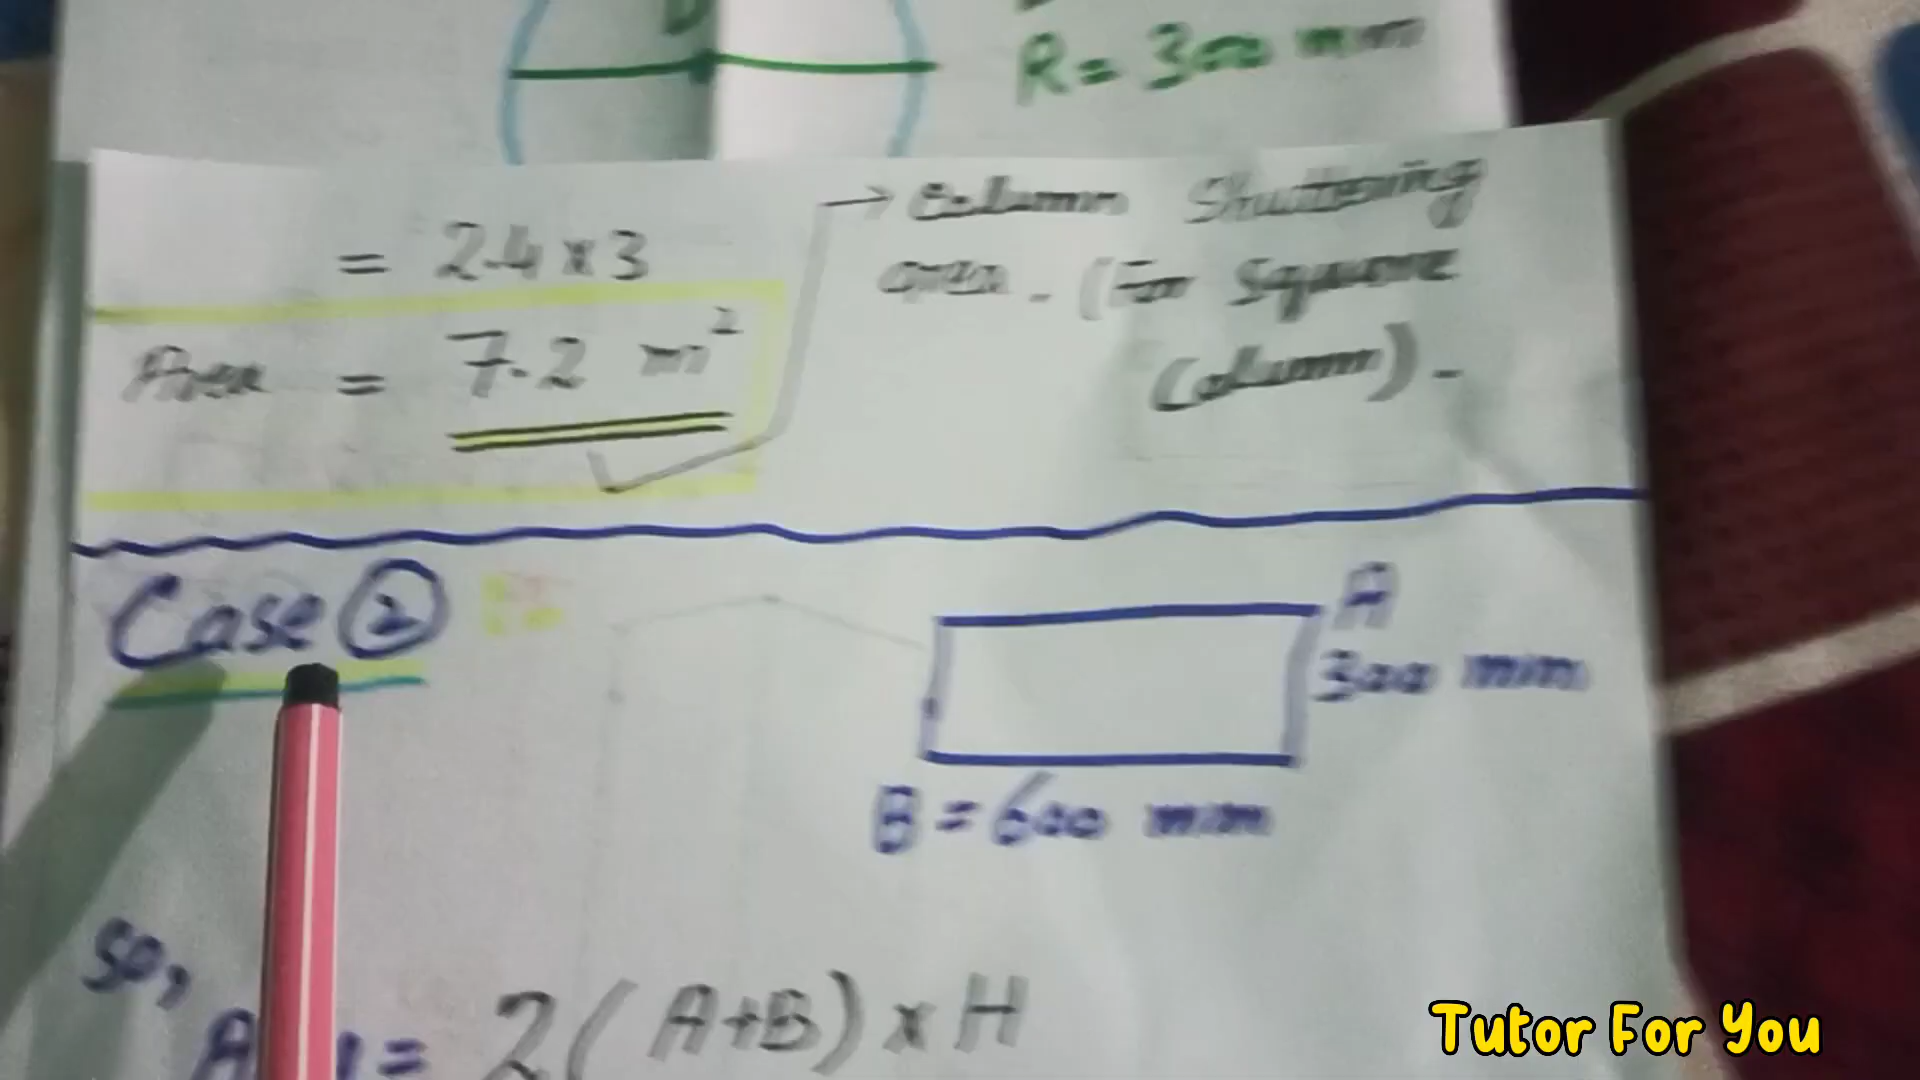 R = 300 mm
= 2.4 x 3
→ Column Shuttering
area. (For Square
Column).
Area = 7.2 m²
Case ②
A
300 mm
B = 600 mm
So,
= 2(A+B) x H
Tutor For You